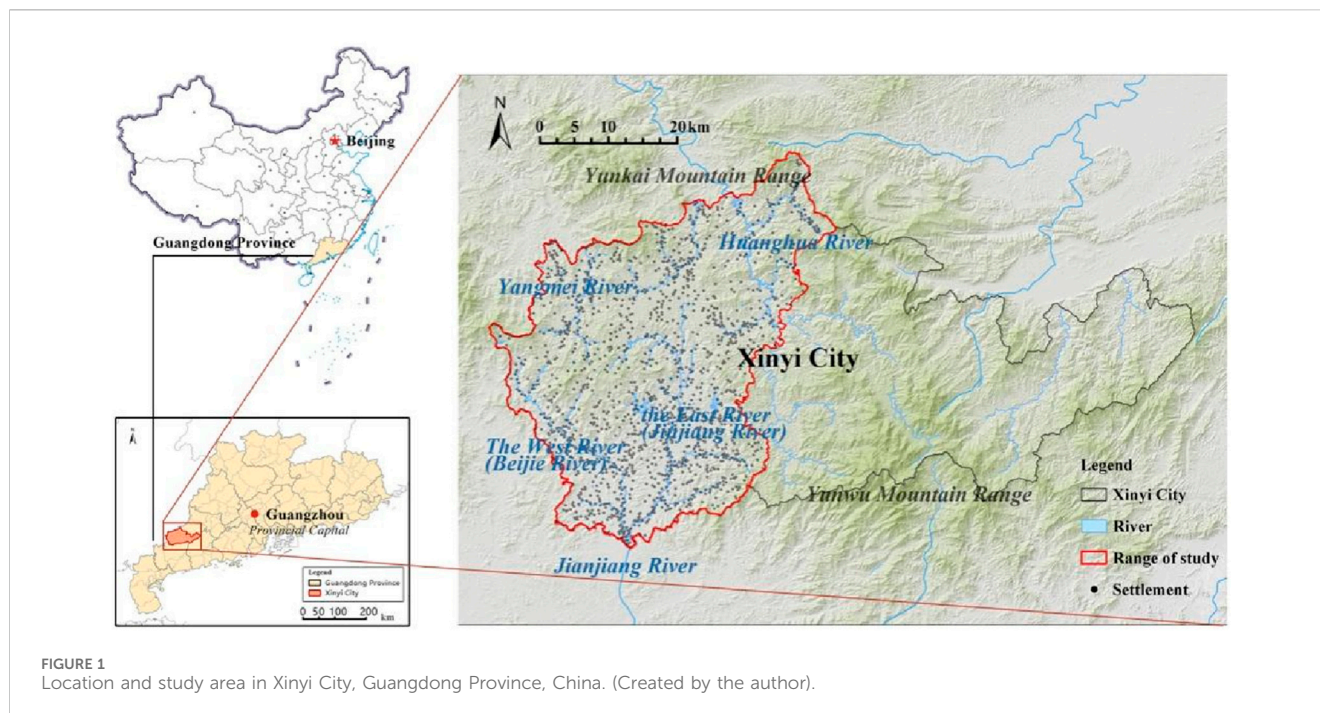 Beijing
Guangdong Province
N
Guangzhou
Provincial Capital
Legend
Guangdong Province
Xinyi City
0 50 100 200
km
N
0 5 10 20km
Yunkai Mountain Range
Huanghua River
Yangmei River
Xinyi City
the East River
(Jinjiang River)
The West River
(Beijie River)
Yunwu Mountain Range
Jianjiang River
Legend
Xinyi City
River
Range of study
Settlement
FIGURE 1
Location and study area in Xinyi City, Guangdong Province, China. (Created by the author).